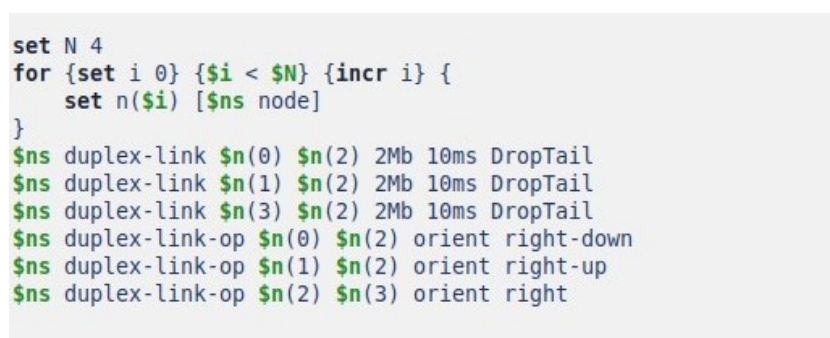 set N 4
for {set i 0} {$i < $N} {incr i} {
    set n($i) [$ns node]
}
$ns duplex-link $n(0) $n(2) 2Mb 10ms DropTail
$ns duplex-link $n(1) $n(2) 2Mb 10ms DropTail
$ns duplex-link $n(3) $n(2) 2Mb 10ms DropTail
$ns duplex-link-op $n(0) $n(2) orient right-down
$ns duplex-link-op $n(1) $n(2) orient right-up
$ns duplex-link-op $n(2) $n(3) orient right